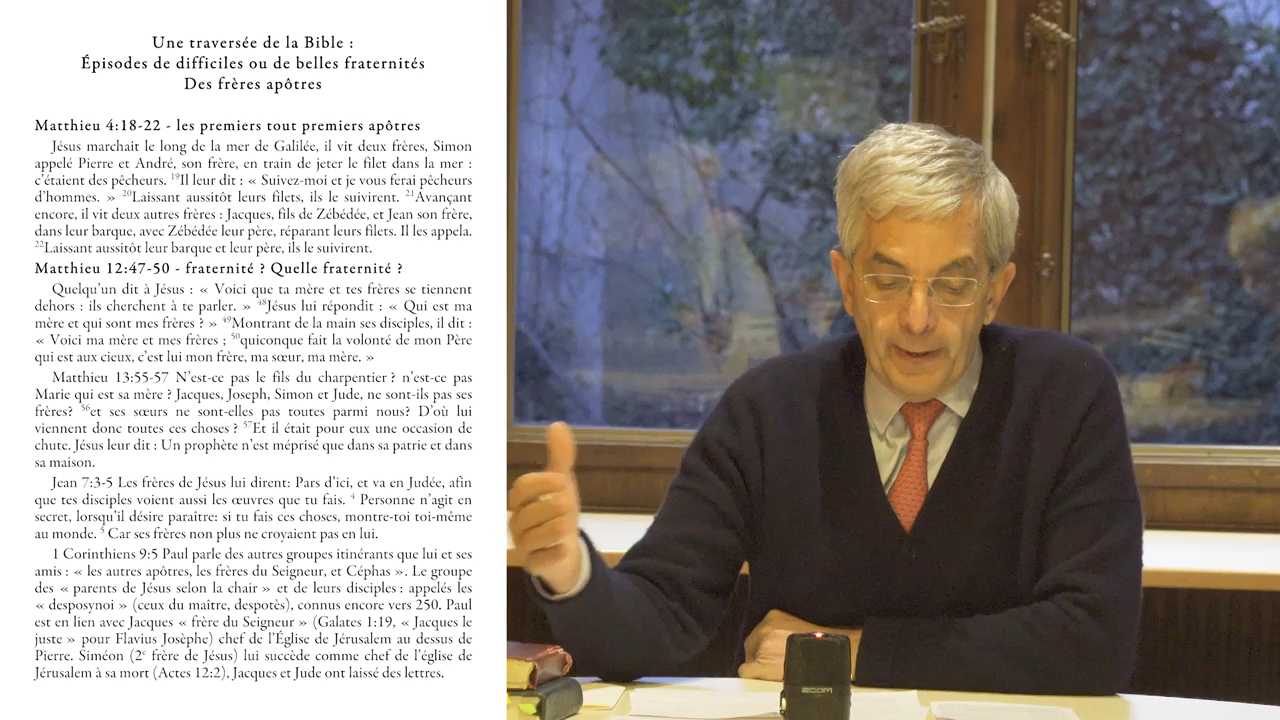 Une traversée de la Bible :
Épisodes de difficiles ou de belles fraternités
Des frères apôtres
Matthieu 4:18-22 - les premiers tout premiers apôtres
Jésus marchait le long de la mer de Galilée, il vit deux frères, Simon
appelé Pierre et André, son frère, en train de jeter le filet dans la mer :
c'étaient des pêcheurs. ¹⁹Il leur dit : « Suivez-moi et je vous ferai pêcheurs
d'hommes. » ²⁰Laissant aussitôt leurs filets, ils le suivirent. ²¹Avançant
encore, il vit deux autres frères : Jacques, fils de Zébédée, et Jean son frère,
dans leur barque, avec Zébédée leur père, réparant leurs filets. Il les appela.
²²Laissant aussitôt leur barque et leur père, ils le suivirent.
Matthieu 12:47-50 - fraternité ? Quelle fraternité ?
Quelqu'un dit à Jésus : « Voici que ta mère et tes frères se tiennent
dehors : ils cherchent à te parler. » ⁴⁸Jésus lui répondit : « Qui est ma
mère et qui sont mes frères ? » ⁴⁹Montrant de la main ses disciples, il dit :
« Voici ma mère et mes frères ; ⁵⁰quiconque fait la volonté de mon Père
qui est aux cieux, c'est lui mon frère, ma sœur, ma mère. »
Matthieu 13:55-57 N'est-ce pas le fils du charpentier ? n'est-ce pas
Marie qui est sa mère ? Jacques, Joseph, Simon et Jude, ne sont-ils pas ses
frères? ⁵⁶et ses sœurs ne sont-elles pas toutes parmi nous? D'où lui
viennent donc toutes ces choses ? ⁵⁷Et il était pour eux une occasion de
chute. Jésus leur dit : Un prophète n'est méprisé que dans sa patrie et dans
sa maison.
Jean 7:3-5 Les frères de Jésus lui dirent: Pars d'ici, et va en Judée, afin
que tes disciples voient aussi les œuvres que tu fais. ⁴ Personne n'agit en
secret, lorsqu'il désire paraître: si tu fais ces choses, montre-toi toi-même
au monde. ⁵ Car ses frères non plus ne croyaient pas en lui.
1 Corinthiens 9:5 Paul parle des autres groupes itinérants que lui et ses
amis : « les autres apôtres, les frères du Seigneur, et Céphas ». Le groupe
des « parents de Jésus selon la chair » et de leurs disciples : appelés les
« desposynoi » (ceux du maître, despotès), connus encore vers 250. Paul
est en lien avec Jacques « frère du Seigneur » (Galates 1:19, « Jacques le
juste » pour Flavius Josèphe) chef de l'Église de Jérusalem au dessus de
Pierre. Siméon (2ᵉ frère de Jésus) lui succède comme chef de l'église de
Jérusalem à sa mort (Actes 12:2), Jacques et Jude ont laissé des lettres.
zoom